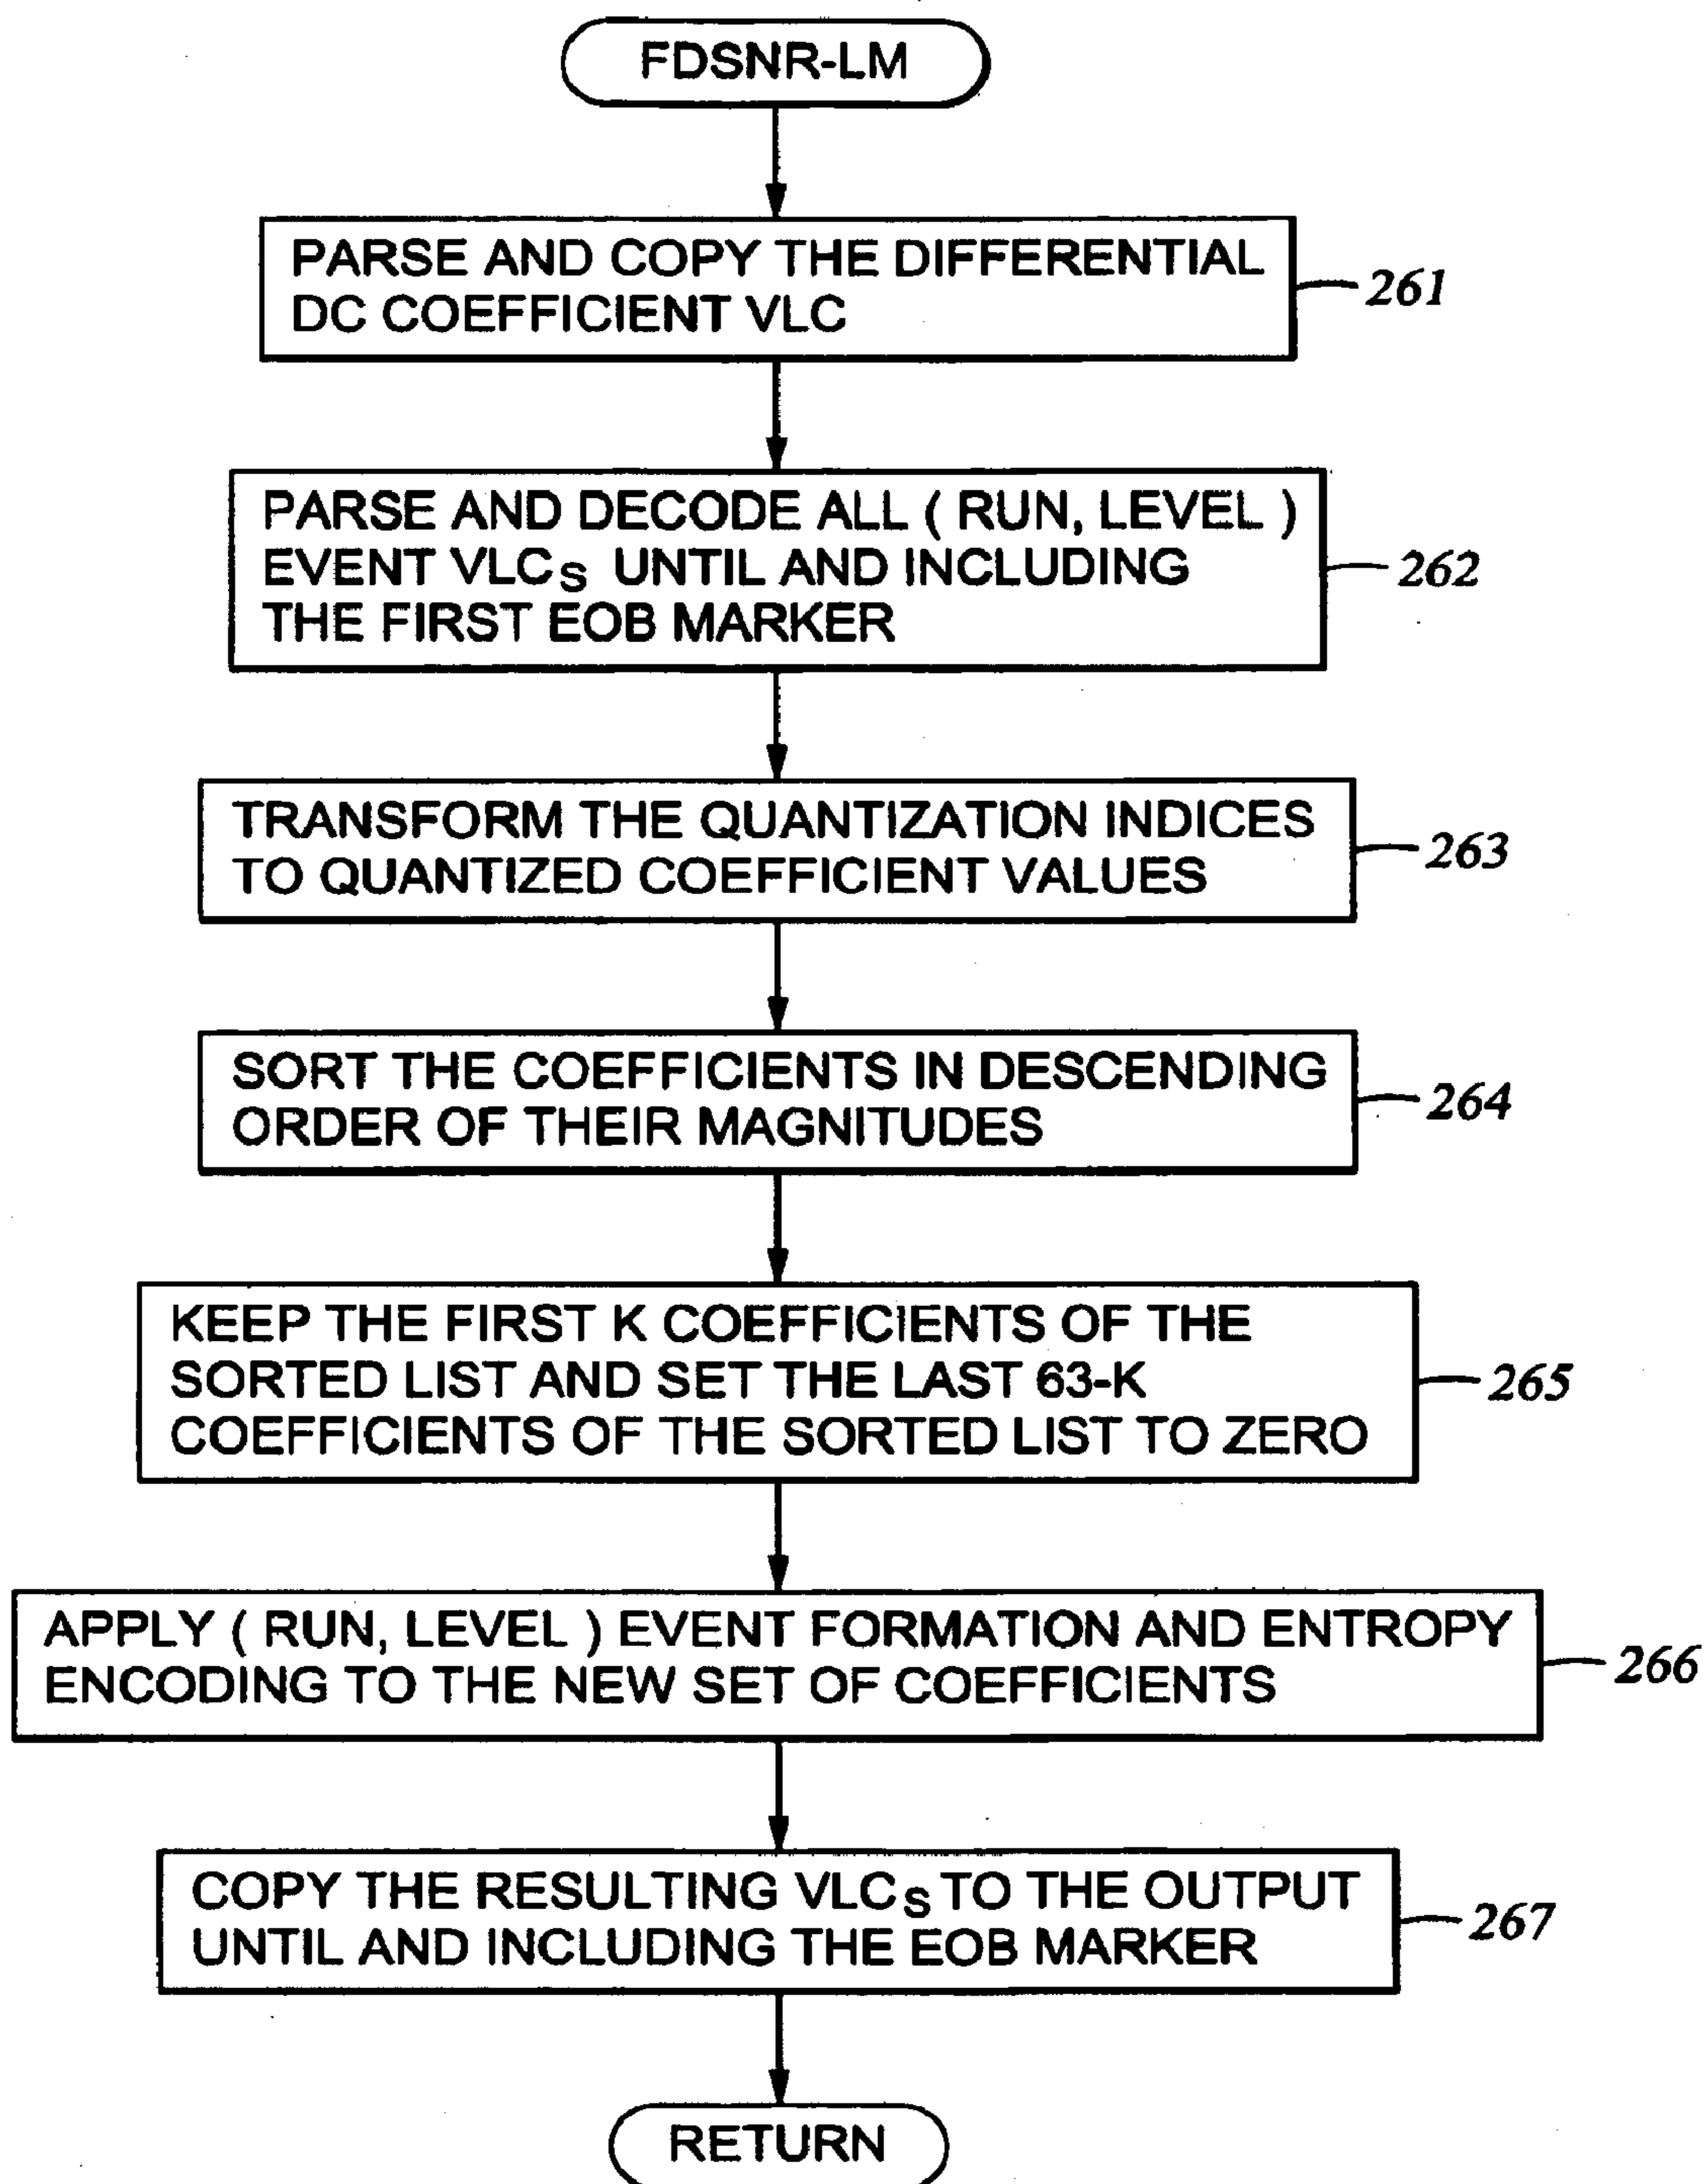 FDSNR-LM
PARSE AND COPY THE DIFFERENTIAL
DC COEFFICIENT VLC
261
PARSE AND DECODE ALL ( RUN, LEVEL )
EVENT VLCS UNTIL AND INCLUDING
THE FIRST EOB MARKER
262
TRANSFORM THE QUANTIZATION INDICES
TO QUANTIZED COEFFICIENT VALUES
263
SORT THE COEFFICIENTS IN DESCENDING
ORDER OF THEIR MAGNITUDES
264
KEEP THE FIRST K COEFFICIENTS OF THE
SORTED LIST AND SET THE LAST 63-K
COEFFICIENTS OF THE SORTED LIST TO ZERO
265
APPLY ( RUN, LEVEL ) EVENT FORMATION AND ENTROPY
ENCODING TO THE NEW SET OF COEFFICIENTS
266
COPY THE RESULTING VLCS TO THE OUTPUT
UNTIL AND INCLUDING THE EOB MARKER
267
RETURN